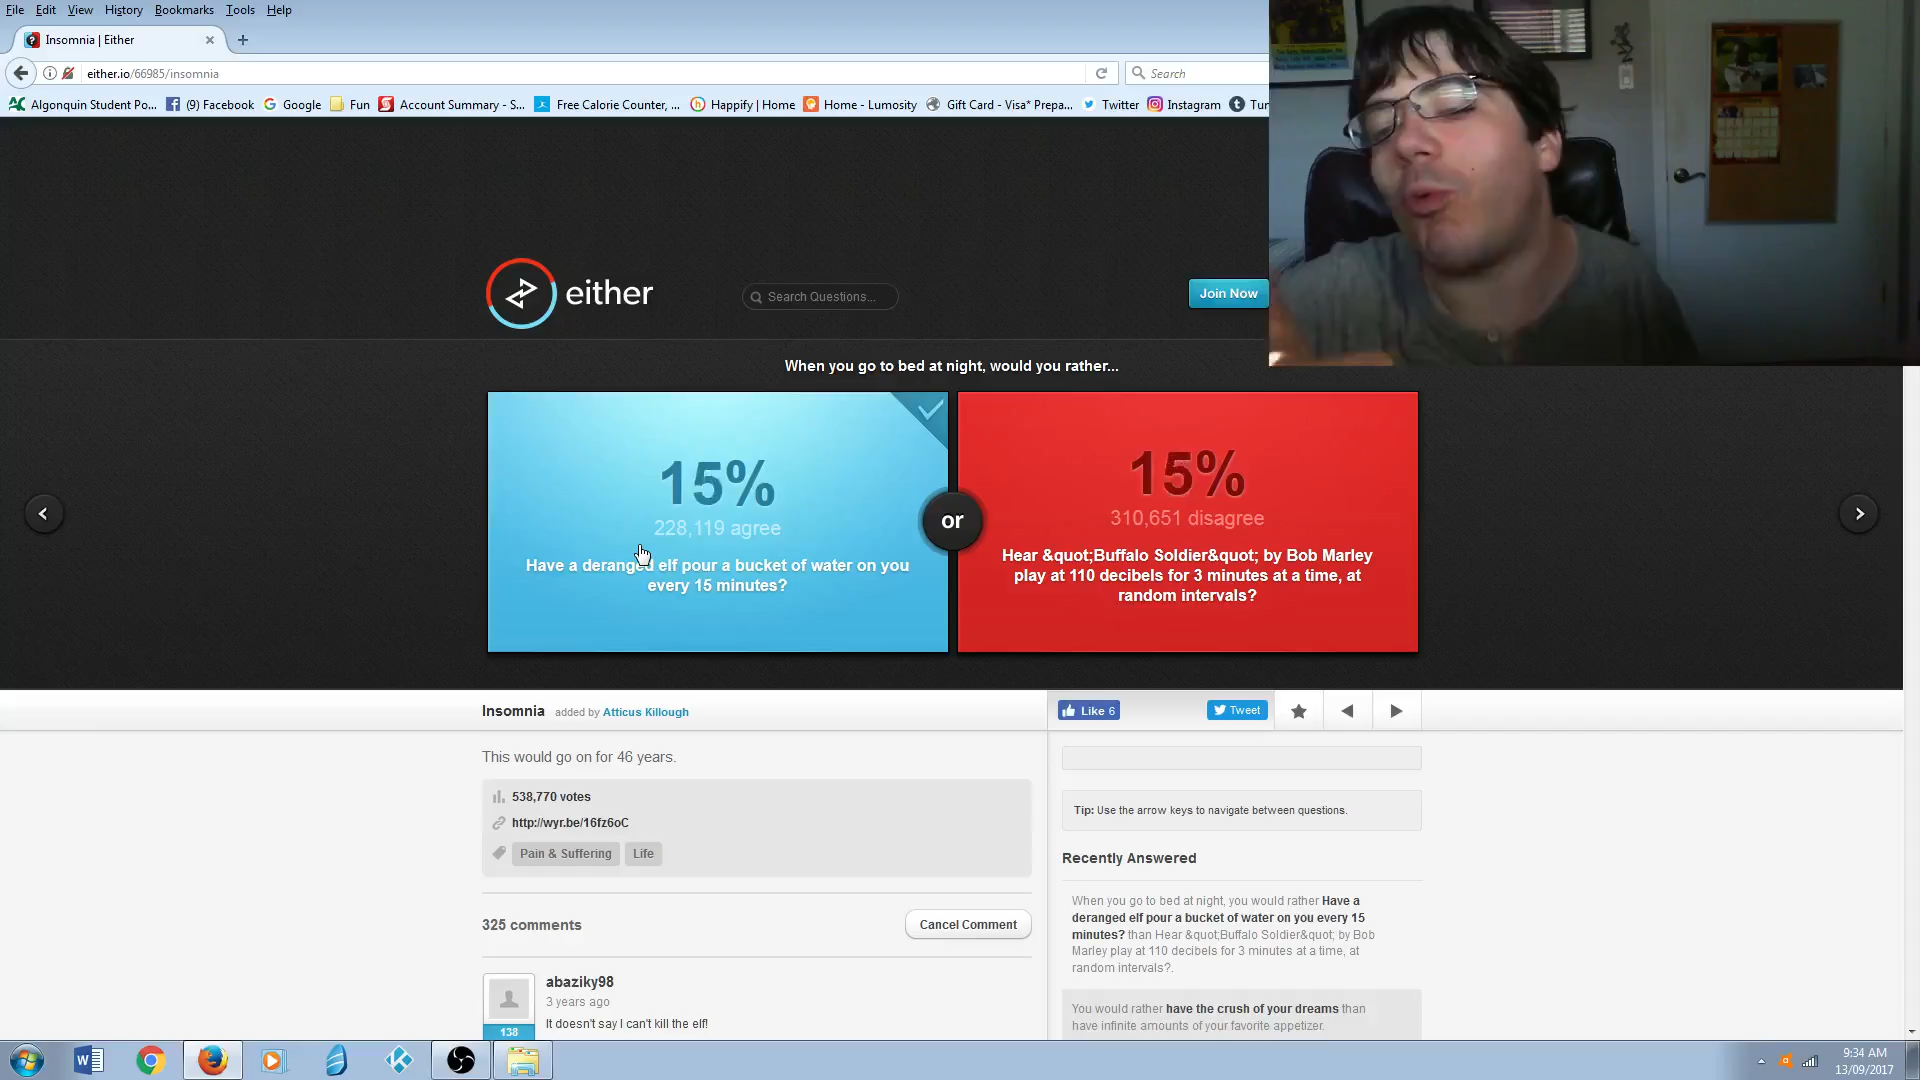 File Edit View History Bookmarks Tools Help
Insomnia | Either
either.io/66985/insomnia
Search
Algonquin Student Po... (9) Facebook Google Fun Account Summary - S... Free Calorie Counter, ... Happify | Home Home - Lumosity Gift Card - Visa* Prepa... Twitter Instagram Tur
either
Search Questions...
Join Now
When you go to bed at night, would you rather...
15%
228,119 agree
Have a deranged elf pour a bucket of water on you
every 15 minutes?
or
15%
310,651 disagree
Hear &quot;Buffalo Soldier&quot; by Bob Marley
play at 110 decibels for 3 minutes at a time, at
random intervals?
Insomnia added by Atticus Killough
Like 6
Tweet
This would go on for 46 years.
538,770 votes
http://wyr.be/16fz6oC
Pain & Suffering Life
325 comments
Cancel Comment
abaziky98
3 years ago
It doesn't say I can't kill the elf!
138
Tip: Use the arrow keys to navigate between questions.
Recently Answered
When you go to bed at night, you would rather Have a
deranged elf pour a bucket of water on you every 15
minutes? than Hear &quot;Buffalo Soldier&quot; by Bob
Marley play at 110 decibels for 3 minutes at a time, at
random intervals?.
You would rather have the crush of your dreams than
have infinite amounts of your favorite appetizer.
9:34 AM
13/09/2017